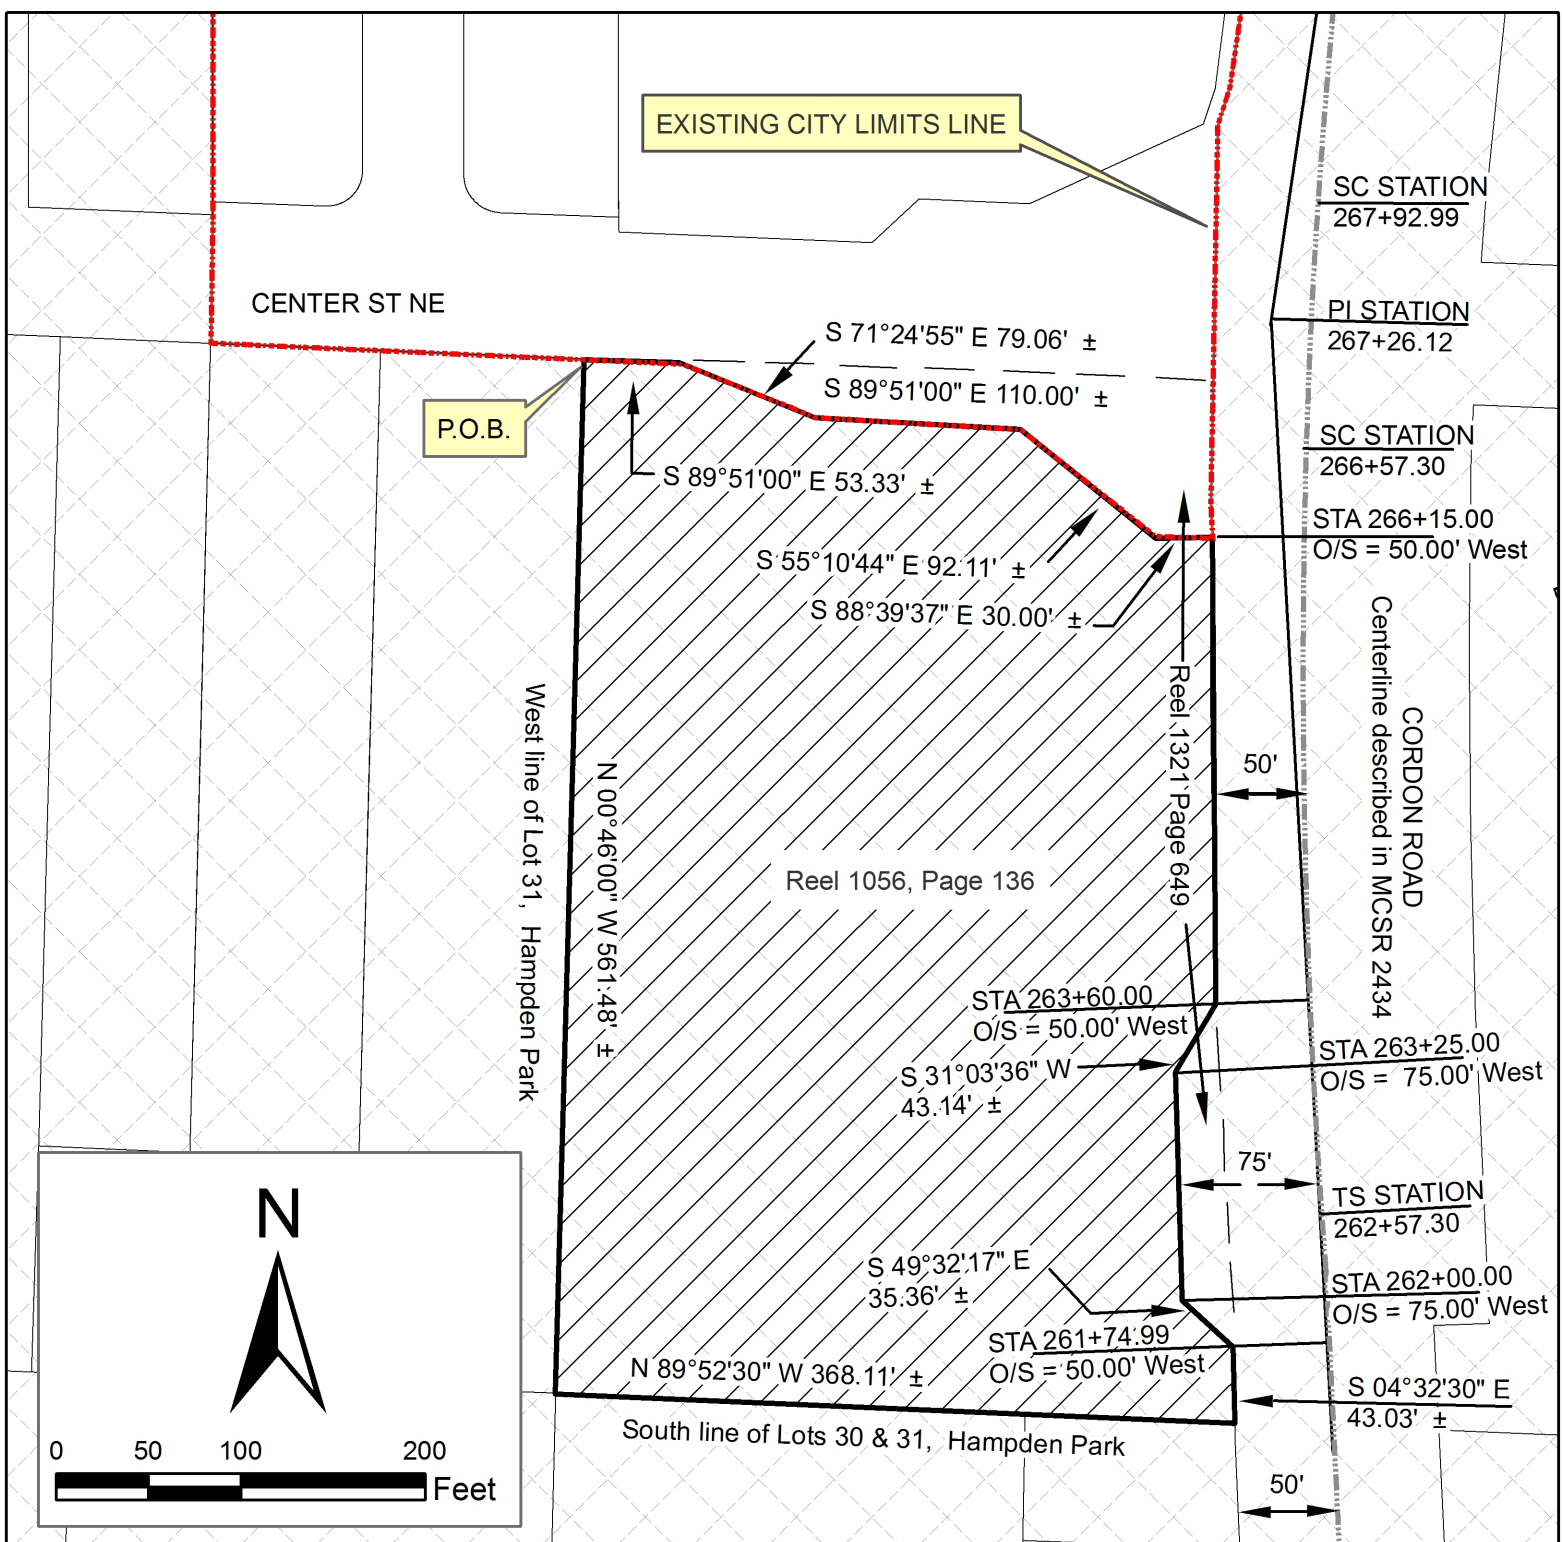 EXISTING CITY LIMITS LINE
SC STATION
267+92.99
CENTER ST NE
PI STATION
267+26.12
S 71°24'55" E 79.06' ±
S 89°51'00" E 110.00' ±
P.O.B.
SC STATION
266+57.30
S 89°51'00" E 53.33' ±
STA 266+15.00
O/S = 50.00' West
S 55°10'44" E 92.11' ±
S 88°39'37" E 30.00' ±
West line of Lot 31, Hampden Park
N 00°46'00" W 561.48' ±
Reel 1321 Page 649
50'
CORDON ROAD
Centerline described in MCSR 2434
Reel 1056, Page 136
STA 263+60.00
O/S = 50.00' West
S 31°03'36" W
43.14' ±
STA 263+25.00
O/S = 75.00' West
75'
TS STATION
262+57.30
S 49°32'17" E
35.36' ±
STA 262+00.00
O/S = 75.00' West
STA 261+74.99
O/S = 50.00' West
N 89°52'30" W 368.11' ±
S 04°32'30" E
43.03' ±
South line of Lots 30 & 31, Hampden Park
50'
N
0 50 100 200
Feet